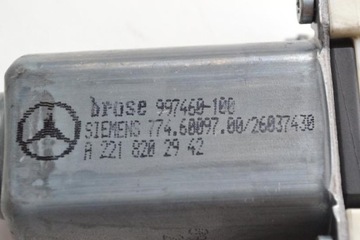 brose 997460-100
SIEMENS 774.60097.00/26037430
A 221 820 29 42